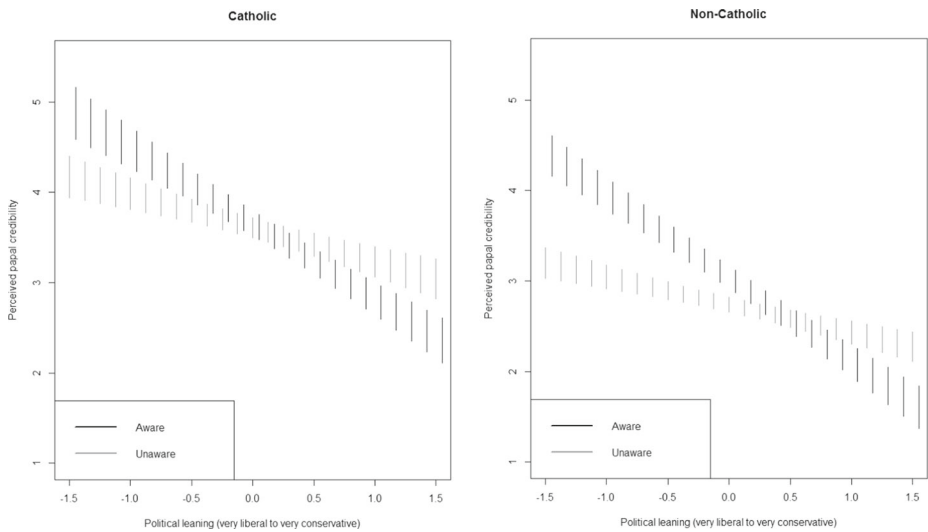 Catholic
Perceived papal credibility
5
4
3
2
1
Aware
Unaware
-1.5 -1.0 -0.5 0.0 0.5 1.0 1.5
Political leaning (very liberal to very conservative)
Non-Catholic
Perceived papal credibility
5
4
3
2
1
Aware
Unaware
-1.5 -1.0 -0.5 0.0 0.5 1.0 1.5
Political leaning (very liberal to very conservative)